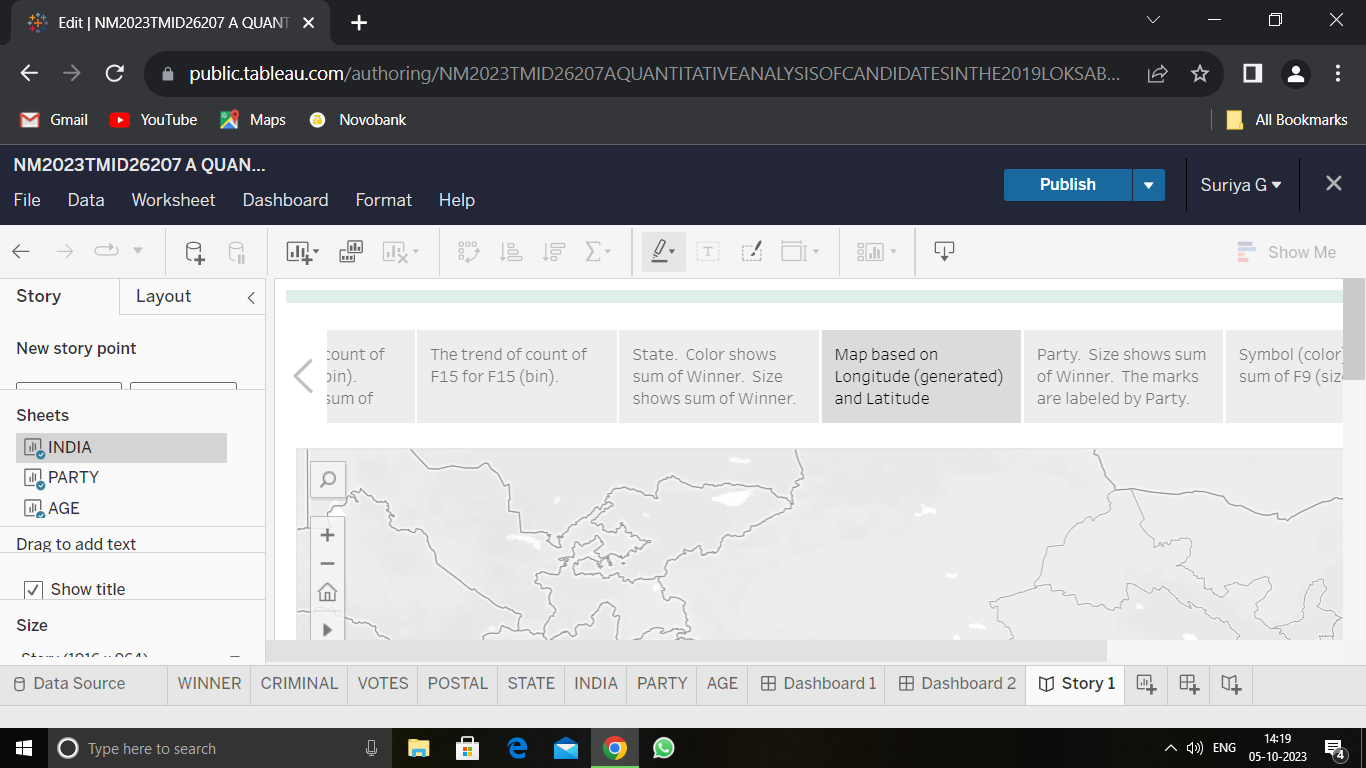 Edit | NM2023TMID26207 A QUANT
public.tableau.com/authoring/NM2023TMID26207AQUANTITATIVEANALYSISOFCANDIDATESINTHE2019LOKSAB...
Gmail YouTube Maps Novobank All Bookmarks
NM2023TMID26207 A QUAN...
File Data Worksheet Dashboard Format Help
Publish
Suriya G
Show Me
Story Layout
New story point
Sheets
INDIA
PARTY
AGE
Drag to add text
Show title
Size
Story (1016 x 964)
count of
bin).
sum of
The trend of count of
F15 for F15 (bin).
State. Color shows
sum of Winner. Size
shows sum of Winner.
Map based on
Longitude (generated)
and Latitude
Party. Size shows sum
of Winner. The marks
are labeled by Party.
Symbol (color)
sum of F9 (size
Data Source WINNER CRIMINAL VOTES POSTAL STATE INDIA PARTY AGE Dashboard 1 Dashboard 2 Story 1
Type here to search
ENG
14:19
05-10-2023
4